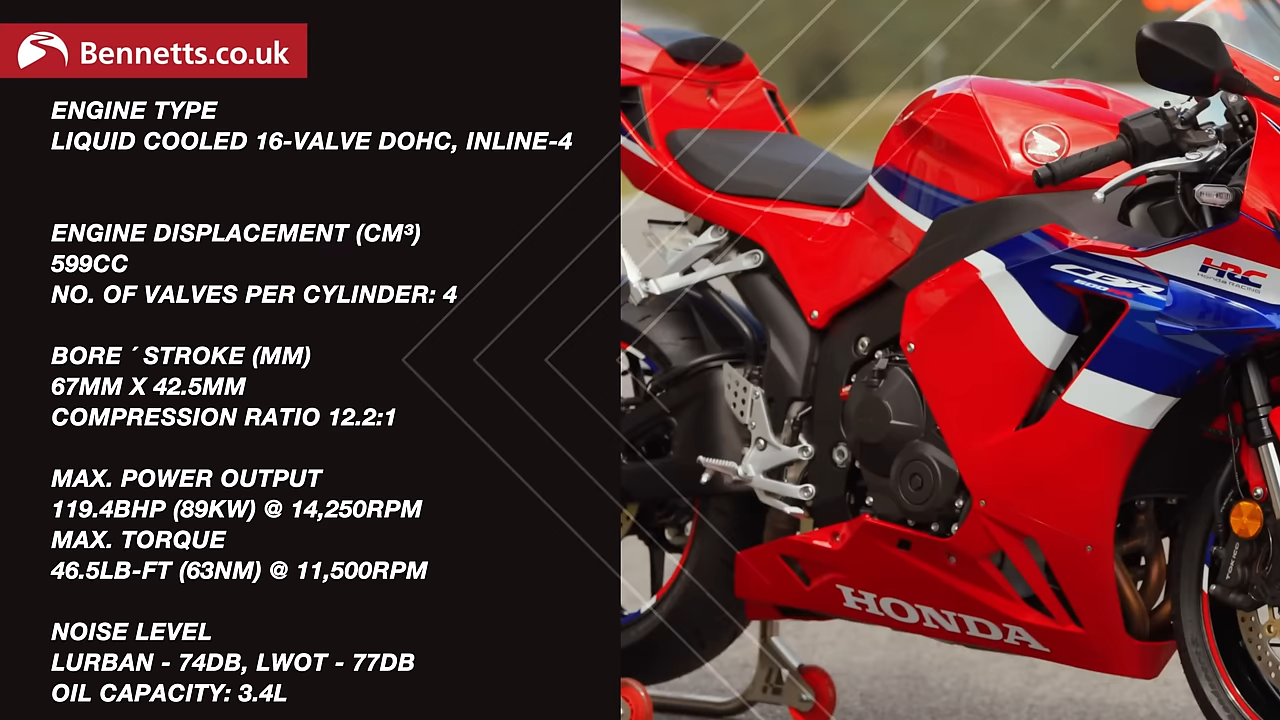 Bennetts.co.uk
ENGINE TYPE
LIQUID COOLED 16-VALVE DOHC, INLINE-4
ENGINE DISPLACEMENT (CM³)
599CC
NO. OF VALVES PER CYLINDER: 4
BORE ´ STROKE (MM)
67MM X 42.5MM
COMPRESSION RATIO 12.2:1
MAX. POWER OUTPUT
119.4BHP (89KW) @ 14,250RPM
MAX. TORQUE
46.5LB-FT (63NM) @ 11,500RPM
NOISE LEVEL
LURBAN - 74DB, LWOT - 77DB
OIL CAPACITY: 3.4L
HRC
Honda RACING
CBR
HONDA
TOKICO